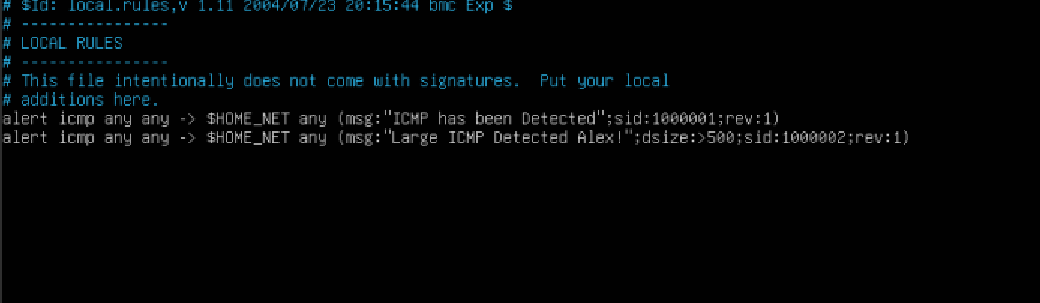 # $Id: local.rules,v 1.11 2004/07/23 20:15:44 bmc Exp $
# ----------------
# LOCAL RULES
# ----------------
# This file intentionally does not come with signatures.  Put your local
# additions here.
alert icmp any any -> $HOME_NET any (msg:"ICMP has been Detected";sid:1000001;rev:1)
alert icmp any any -> $HOME_NET any (msg:"Large ICMP Detected Alex!";dsize:>500;sid:1000002;rev:1)